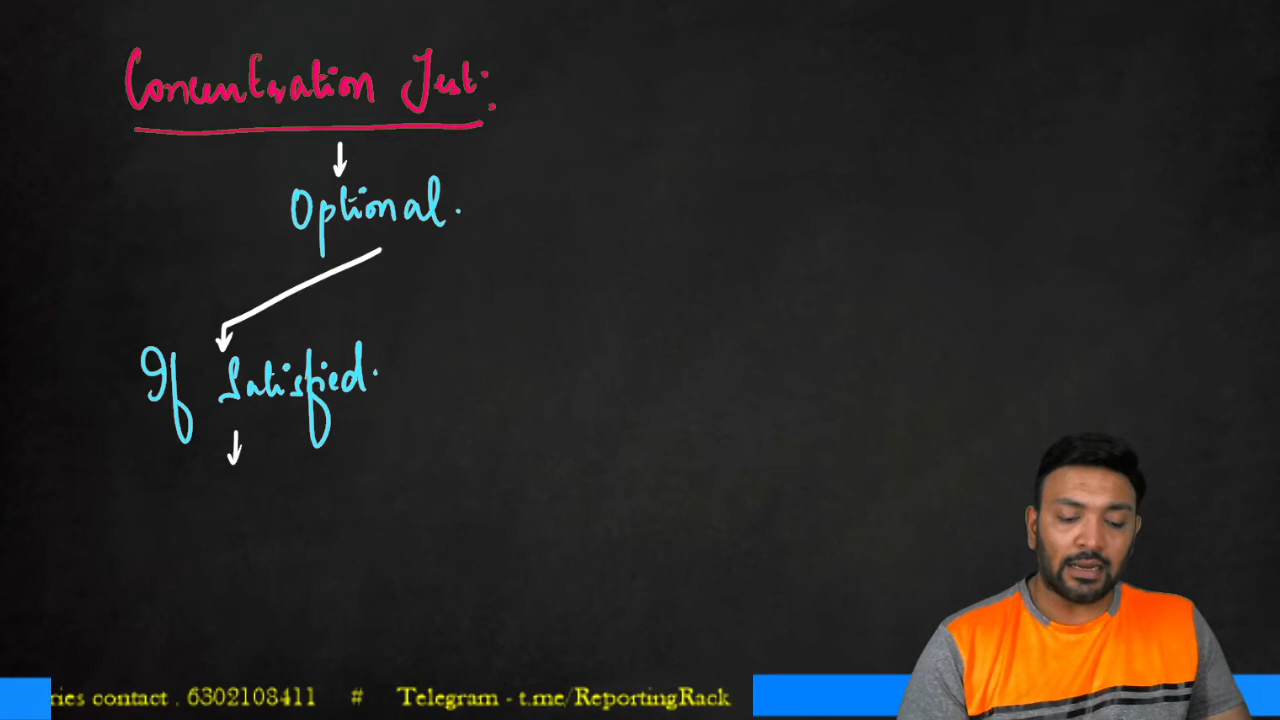 Concentration Test:
Optional.
If Satisfied.
ries contact . 6302108411 # Telegram - t.me/ReportingRack